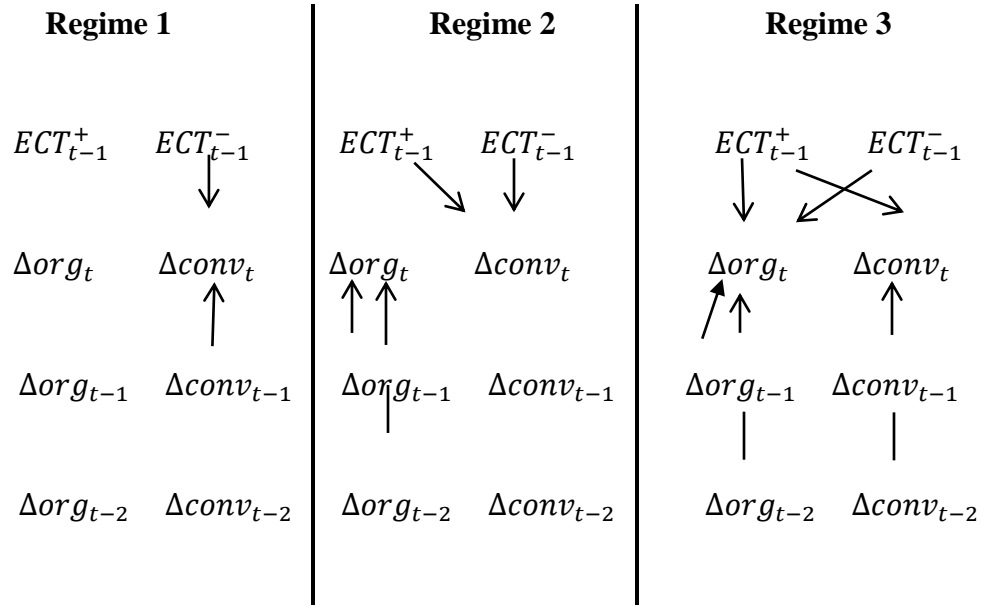 Regime 1 Regime 2 Regime 3
𝐸𝐶𝑇⁺ₜ₋₁ 𝐸𝐶𝑇⁻ₜ₋₁ 𝐸𝐶𝑇⁺ₜ₋₁ 𝐸𝐶𝑇⁻ₜ₋₁ 𝐸𝐶𝑇⁺ₜ₋₁ 𝐸𝐶𝑇⁻ₜ₋₁
Δ𝑜𝑟𝑔ₜ Δ𝑐𝑜𝑛𝑣ₜ Δ𝑜𝑟𝑔ₜ Δ𝑐𝑜𝑛𝑣ₜ Δ𝑜𝑟𝑔ₜ Δ𝑐𝑜𝑛𝑣ₜ
Δ𝑜𝑟𝑔ₜ₋₁ Δ𝑐𝑜𝑛𝑣ₜ₋₁ Δ𝑜𝑟𝑔ₜ₋₁ Δ𝑐𝑜𝑛𝑣ₜ₋₁ Δ𝑜𝑟𝑔ₜ₋₁ Δ𝑐𝑜𝑛𝑣ₜ₋₁
Δ𝑜𝑟𝑔ₜ₋₂ Δ𝑐𝑜𝑛𝑣ₜ₋₂ Δ𝑜𝑟𝑔ₜ₋₂ Δ𝑐𝑜𝑛𝑣ₜ₋₂ Δ𝑜𝑟𝑔ₜ₋₂ Δ𝑐𝑜𝑛𝑣ₜ₋₂